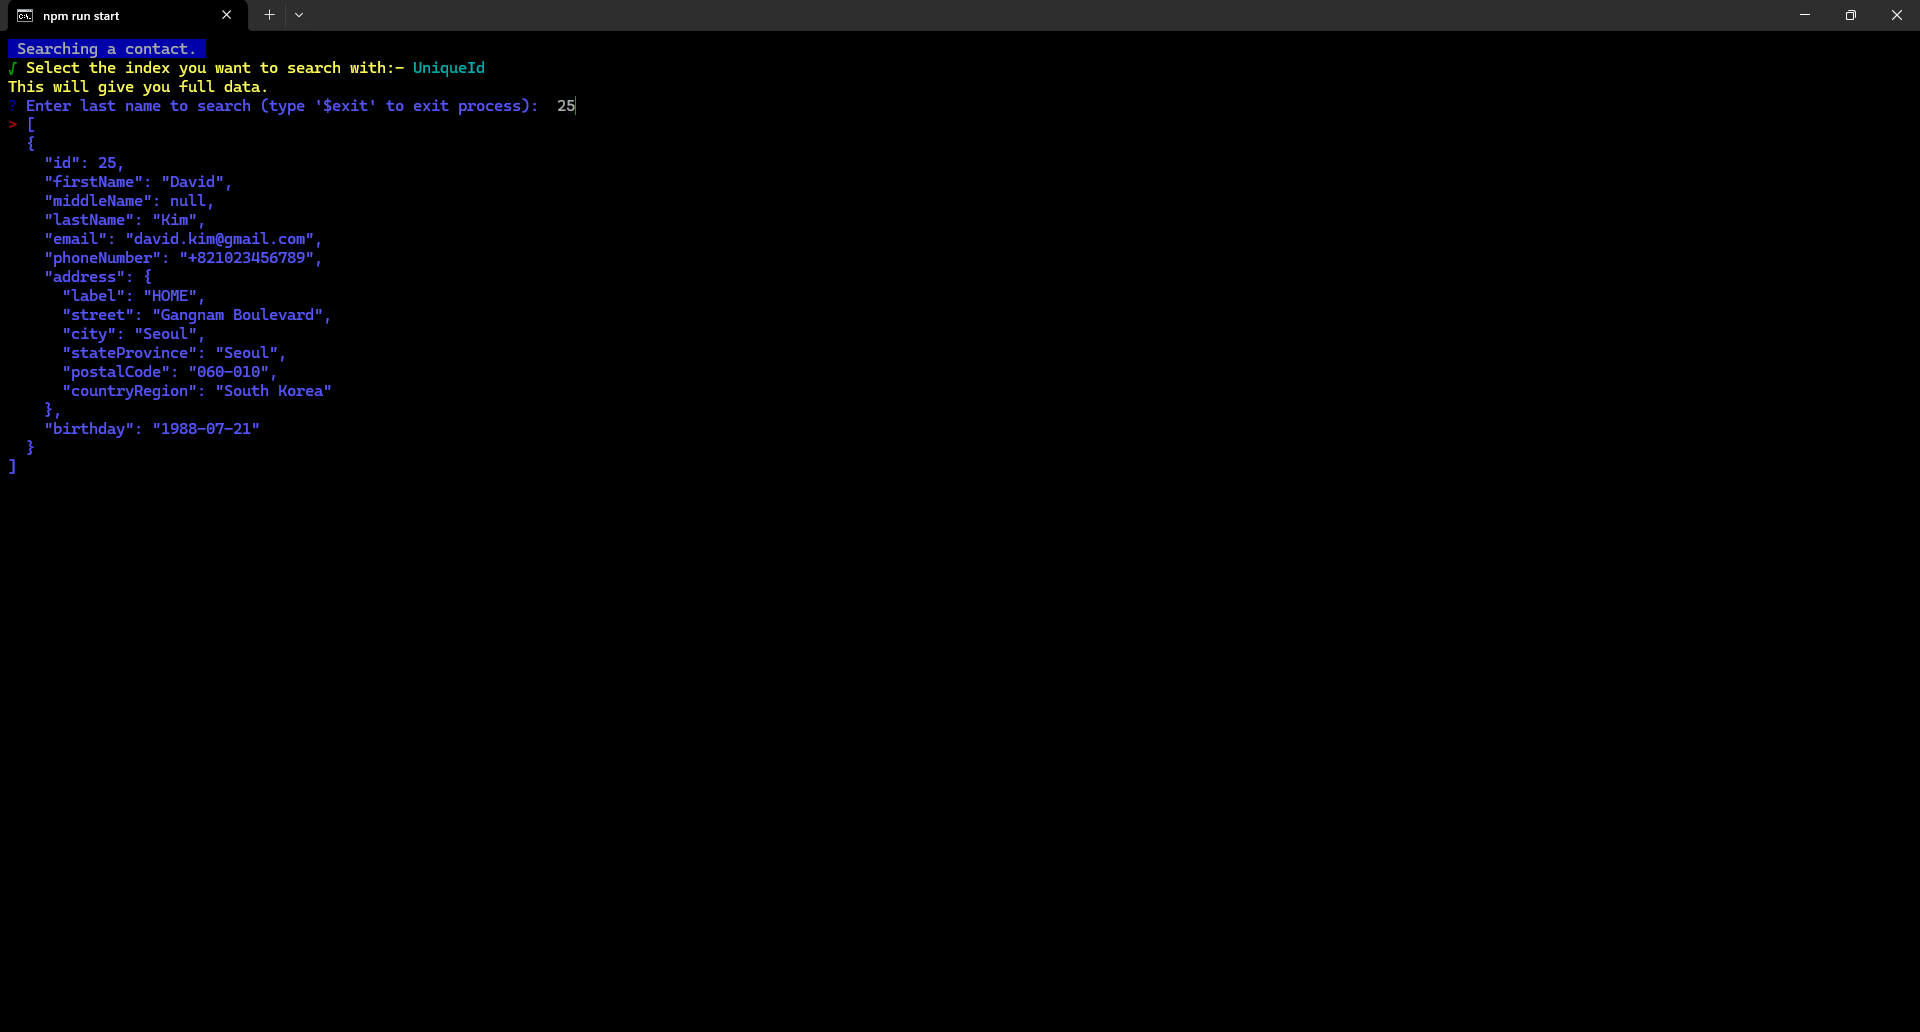 npm run start
Searching a contact.
√ Select the index you want to search with:- UniqueId
This will give you full data.
? Enter last name to search (type '$exit' to exit process):  25
> [
  {
    "id": 25,
    "firstName": "David",
    "middleName": null,
    "lastName": "Kim",
    "email": "david.kim@gmail.com",
    "phoneNumber": "+821023456789",
    "address": {
      "label": "HOME",
      "street": "Gangnam Boulevard",
      "city": "Seoul",
      "stateProvince": "Seoul",
      "postalCode": "060-010",
      "countryRegion": "South Korea"
    },
    "birthday": "1988-07-21"
  }
]